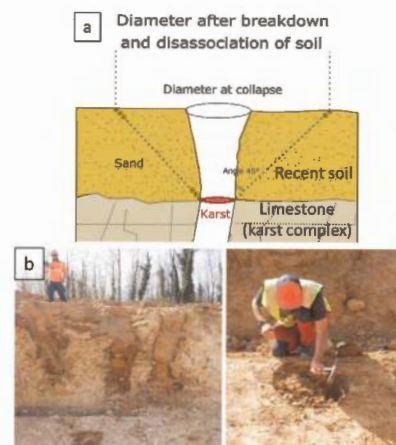 a
Diameter after breakdown
and disassociation of soil
Diameter at collapse
Sand
Angle 45°
Recent soil
Karst
Limestone
(karst complex)
b